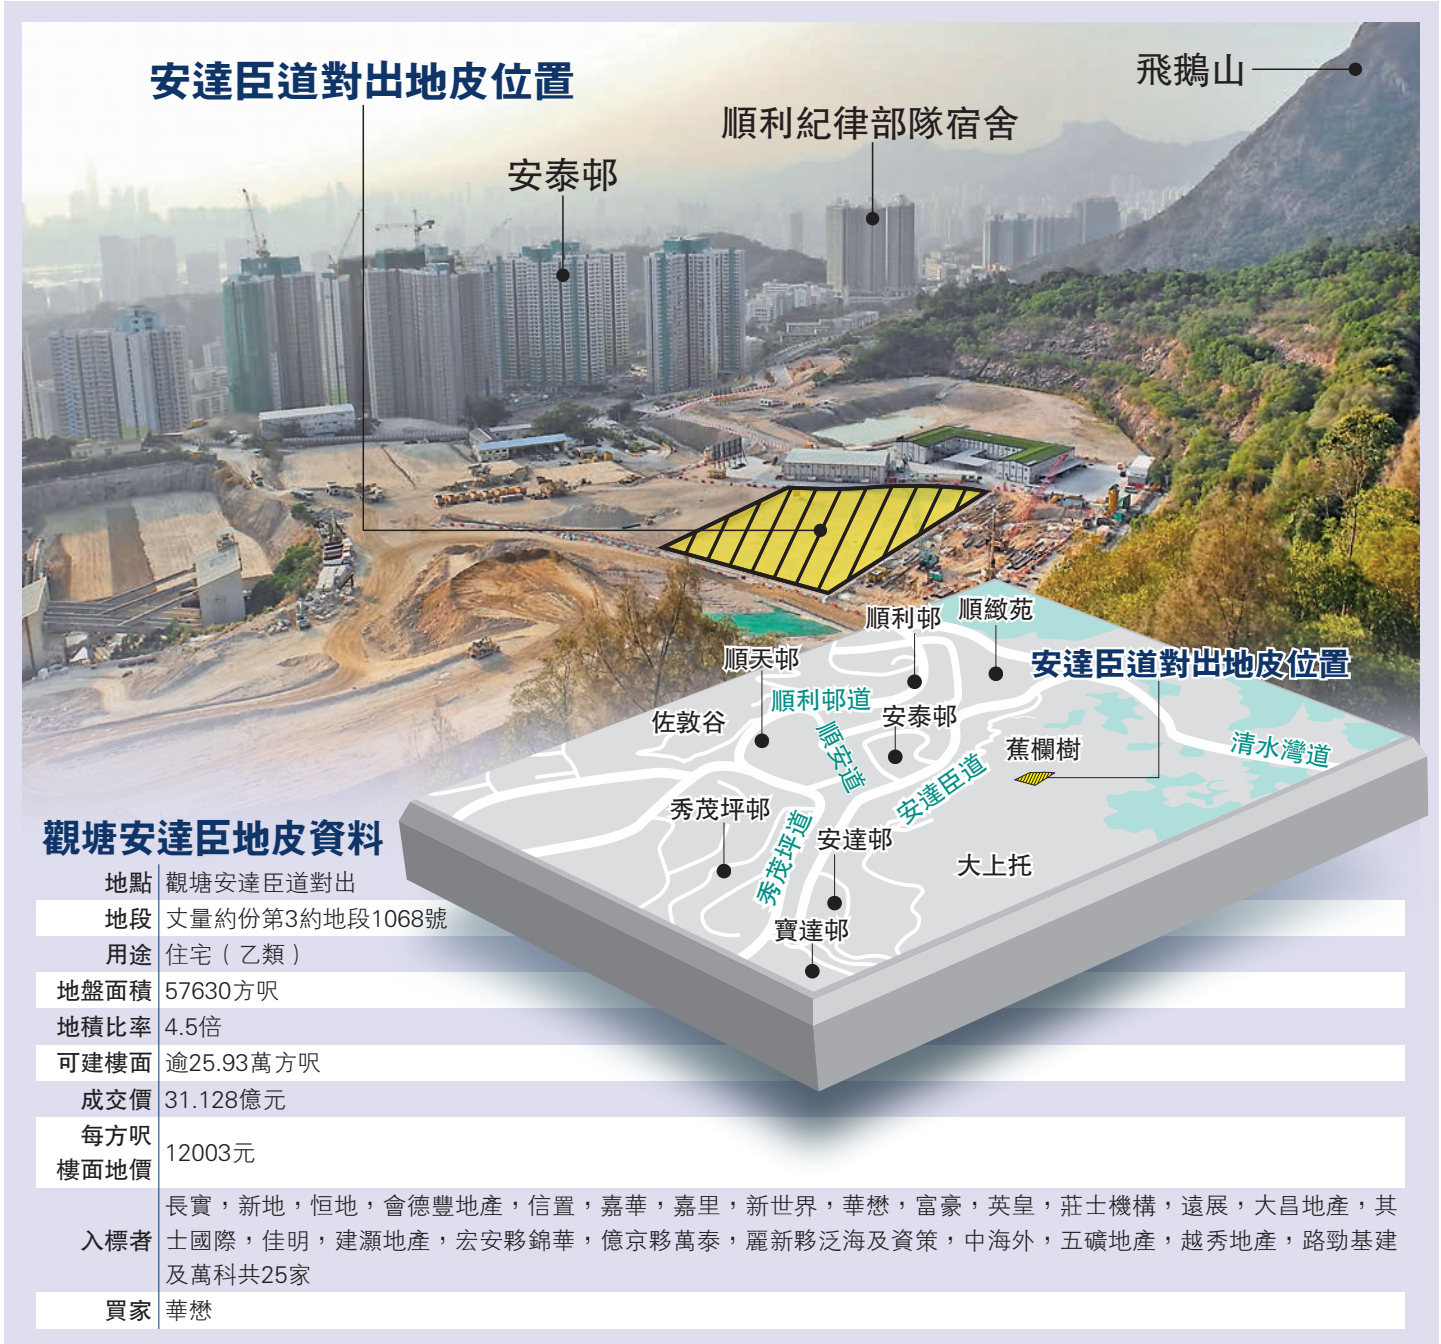 安達臣道對出地皮位置
飛鵝山
順利紀律部隊宿舍
安泰邨
順利邨
順緻苑
順天邨
安達臣道對出地皮位置
順利邨道
佐敦谷
安泰邨
順安道
蕉欄樹
清水灣道
安達臣道
秀茂坪邨
秀茂坪道
安達邨
大上托
寶達邨
觀塘安達臣地皮資料
地點 觀塘安達臣道對出
地段 丈量約份第3約地段1068號
用途 住宅（乙類）
地盤面積 57630方呎
地積比率 4.5倍
可建樓面 逾25.93萬方呎
成交價 31.128億元
每方呎
樓面地價 12003元
入標者 長實，新地，恒地，會德豐地產，信置，嘉華，嘉里，新世界，華懋，富豪，英皇，莊士機構，遠展，大昌地產，其
士國際，佳明，建灝地產，宏安夥錦華，億京夥萬泰，麗新夥泛海及資策，中海外，五礦地產，越秀地產，路勁基建
及萬科共25家
買家 華懋